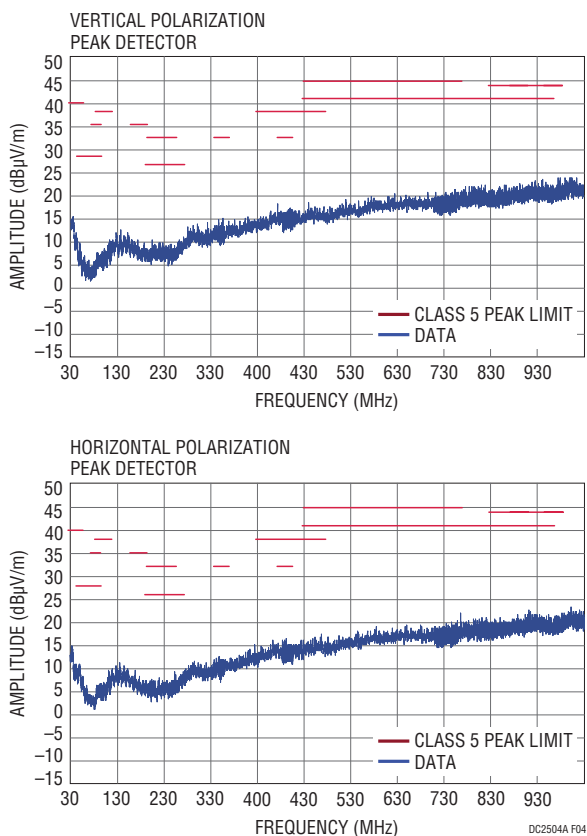 VERTICAL POLARIZATION
PEAK DETECTOR
50
45
40
35
30
25
20
15
10
5
0
–5
–10
–15
AMPLITUDE (dBµV/m)
CLASS 5 PEAK LIMIT
DATA
30 130 230 330 400 430 530 630 730 830 930
FREQUENCY (MHz)
HORIZONTAL POLARIZATION
PEAK DETECTOR
50
45
40
35
30
25
20
15
10
5
0
–5
–10
–15
AMPLITUDE (dBµV/m)
CLASS 5 PEAK LIMIT
DATA
30 130 230 330 400 430 530 630 730 830 930
FREQUENCY (MHz)
DC2504A F04